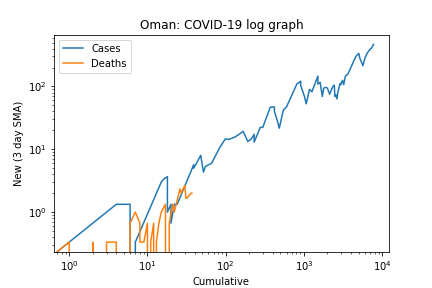 Oman: COVID-19 log graph
Cases
Deaths
New (3 day SMA)
10²
10¹
10⁰
10⁰ 10¹ 10² 10³ 10⁴
Cumulative